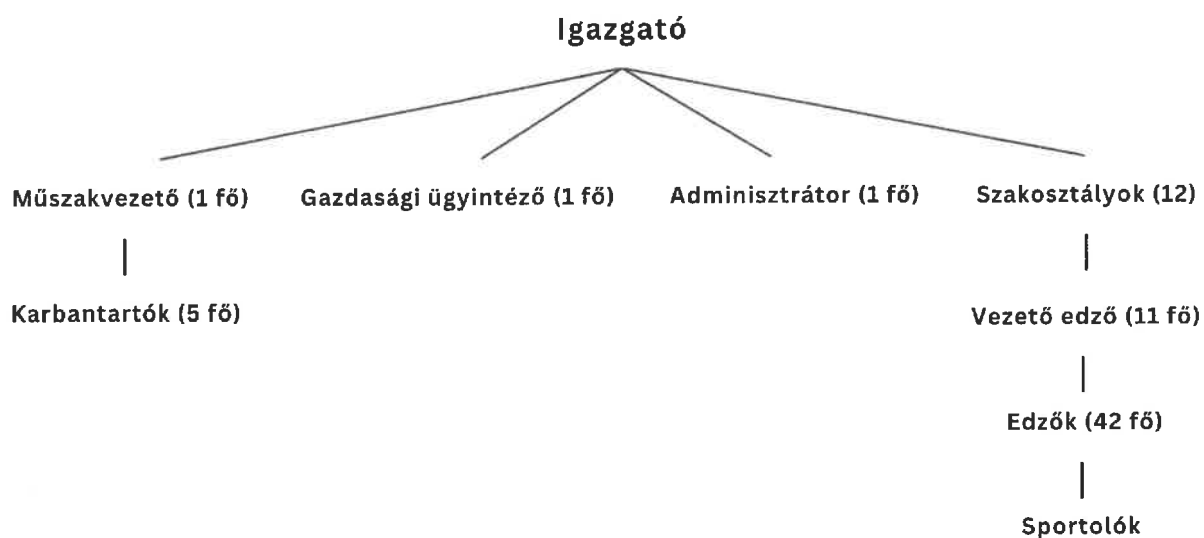 Igazgató
Műszakvezető (1 fő) Gazdasági ügyintéző (1 fő) Adminisztrátor (1 fő) Szakosztályok (12)
Karbantartók (5 fő) Vezető edző (11 fő)
Edzők (42 fő)
Sportolók